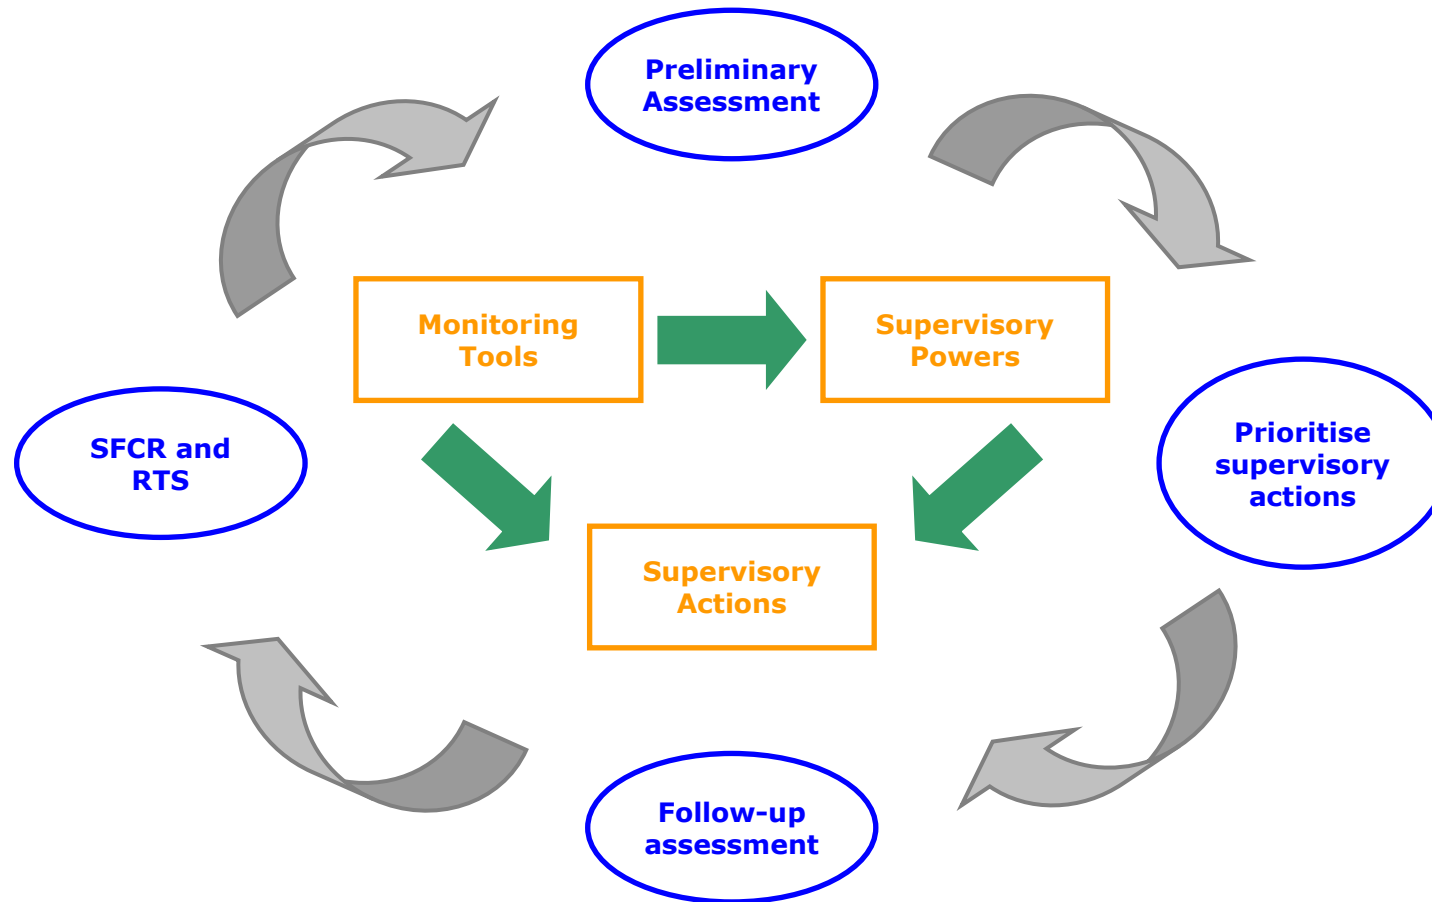 Preliminary
Assessment
Monitoring
Tools
Supervisory
Powers
SFCR and
RTS
Prioritise
supervisory
actions
Supervisory
Actions
Follow-up
assessment